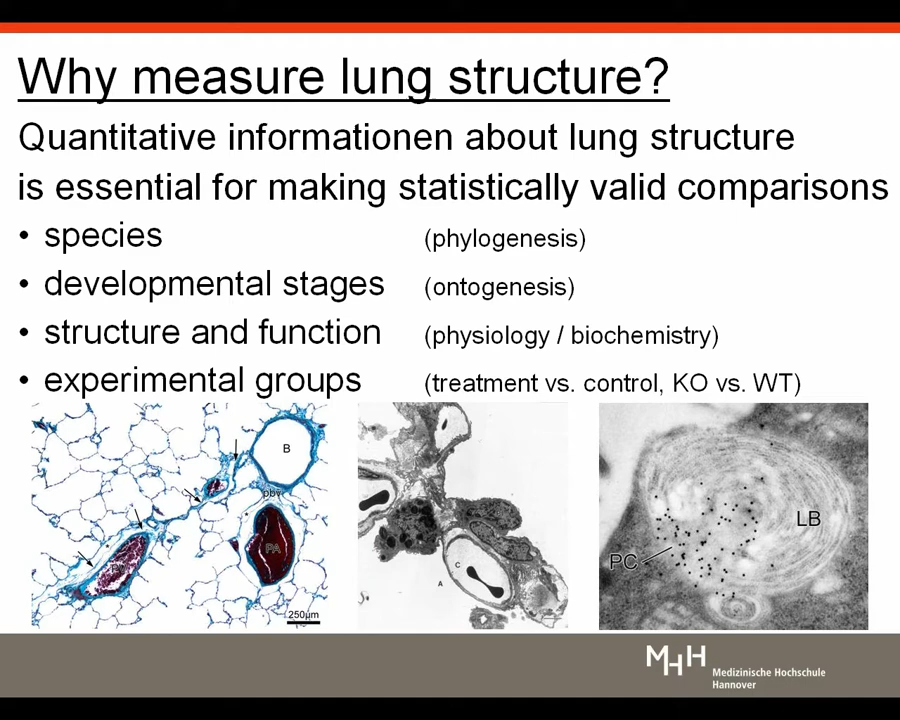 Why measure lung structure?
Quantitative informationen about lung structure
is essential for making statistically valid comparisons
• species (phylogenesis)
• developmental stages (ontogenesis)
• structure and function (physiology / biochemistry)
• experimental groups (treatment vs. control, KO vs. WT)
B
pbv
PA
250µm
C
A
LB
PC
MHH
Medizinische Hochschule
Hannover